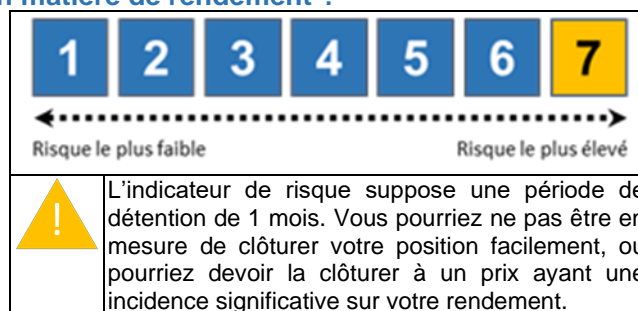 n matière de rendement :
1 2 3 4 5 6 7
Risque le plus faible Risque le plus élevé
!
L'indicateur de risque suppose une période de
détention de 1 mois. Vous pourriez ne pas être en
mesure de clôturer votre position facilement, ou
pourriez devoir la clôturer à un prix ayant une
incidence significative sur votre rendement.